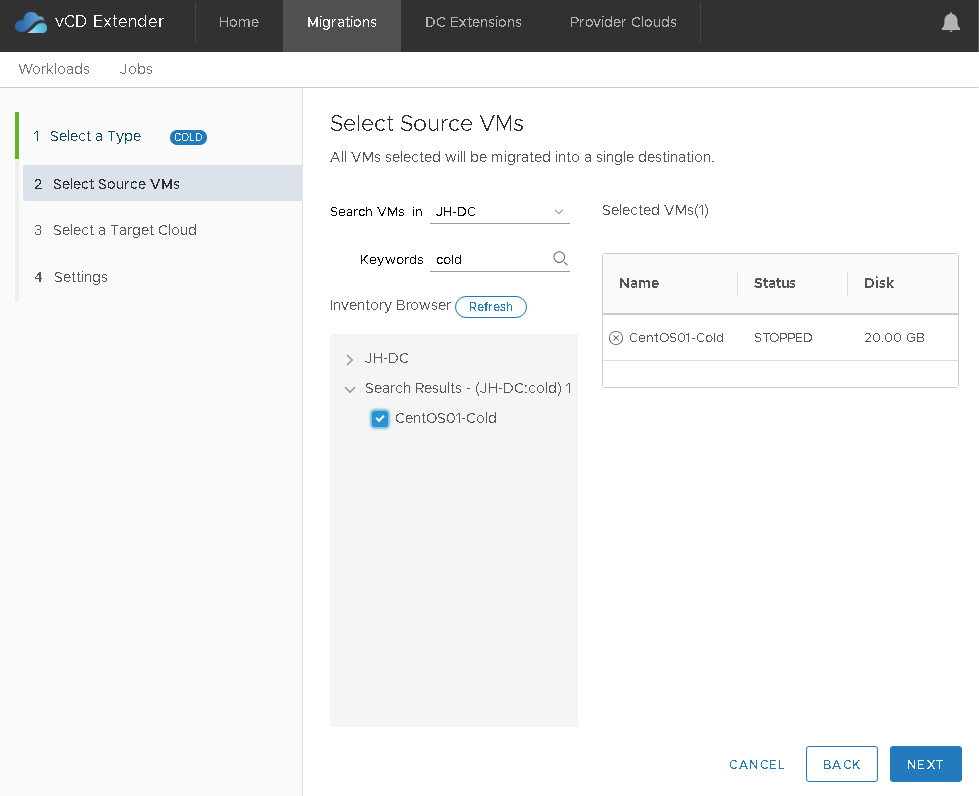 vCD Extender
Home
Migrations
DC Extensions
Provider Clouds
Workloads
Jobs
1 Select a Type COLD
2 Select Source VMs
3 Select a Target Cloud
4 Settings
Select Source VMs
All VMs selected will be migrated into a single destination.
Search VMs in JH-DC
Keywords cold
Inventory Browser Refresh
JH-DC
Search Results - (JH-DC:cold) 1
CentOS01-Cold
Selected VMs(1)
Name Status Disk
CentOS01-Cold STOPPED 20.00 GB
CANCEL BACK NEXT